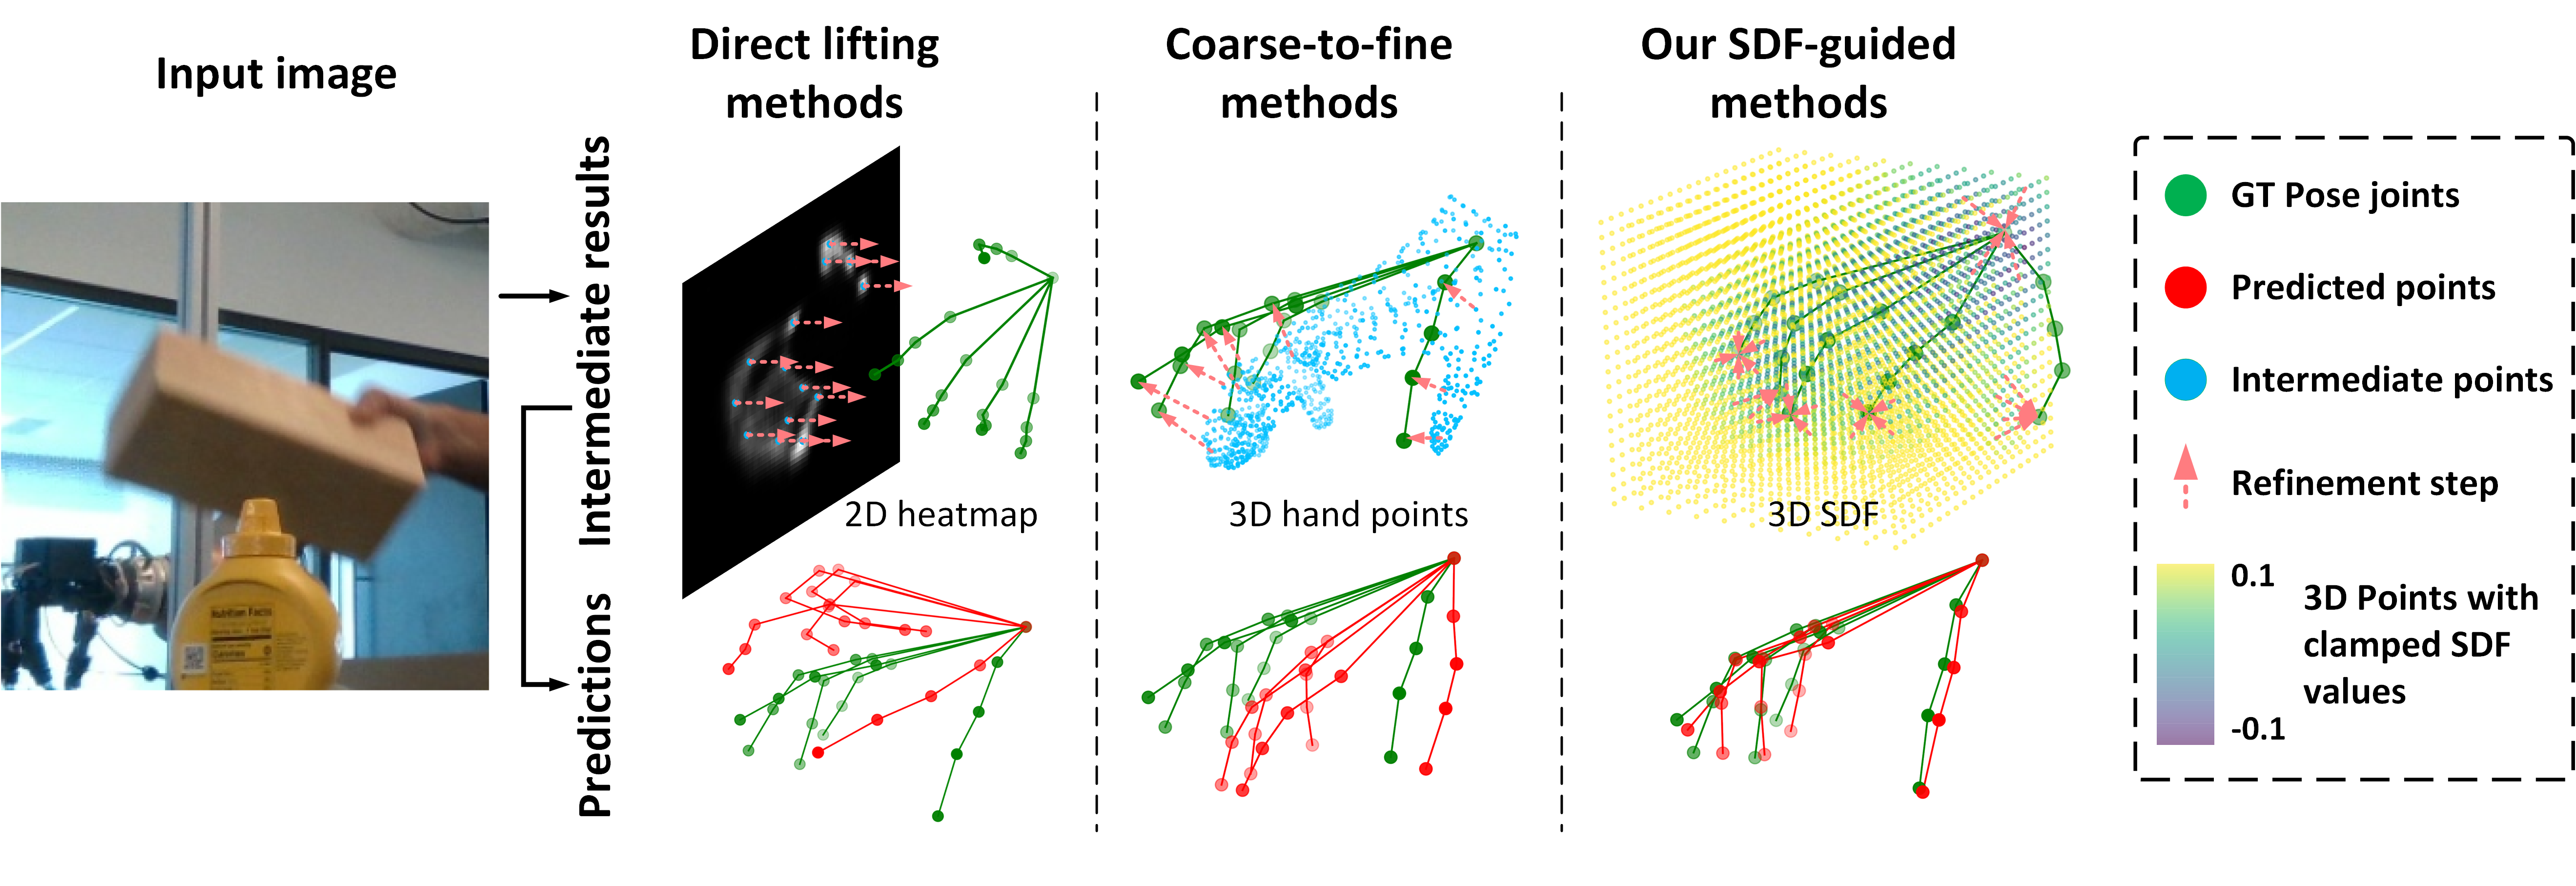 Input image
Direct lifting
methods
Coarse-to-fine
methods
Our SDF-guided
methods
Intermediate results
2D heatmap
3D hand points
3D SDF
Predictions
GT Pose joints
Predicted points
Intermediate points
Refinement step
0.1
-0.1
3D Points with
clamped SDF
values
Nutrition Facts